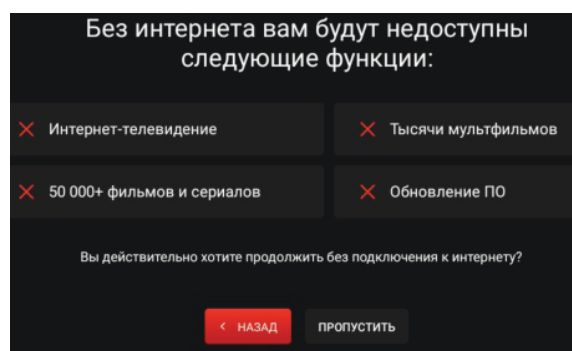 Без интернета вам будут недоступны
следующие функции:
Интернет-телевидение
Тысячи мультфильмов
50 000+ фильмов и сериалов
Обновление ПО
Вы действительно хотите продолжить без подключения к интернету?
< НАЗАД
ПРОПУСТИТЬ